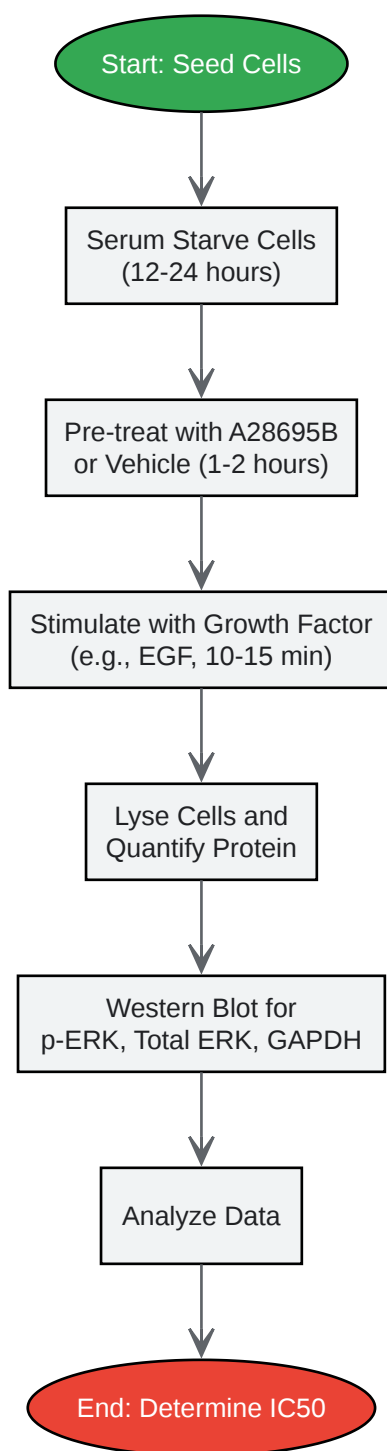 Start: Seed Cells
Serum Starve Cells
(12-24 hours)
Pre-treat with A28695B
or Vehicle (1-2 hours)
Stimulate with Growth Factor
(e.g., EGF, 10-15 min)
Lyse Cells and
Quantify Protein
Western Blot for
p-ERK, Total ERK, GAPDH
Analyze Data
End: Determine IC50